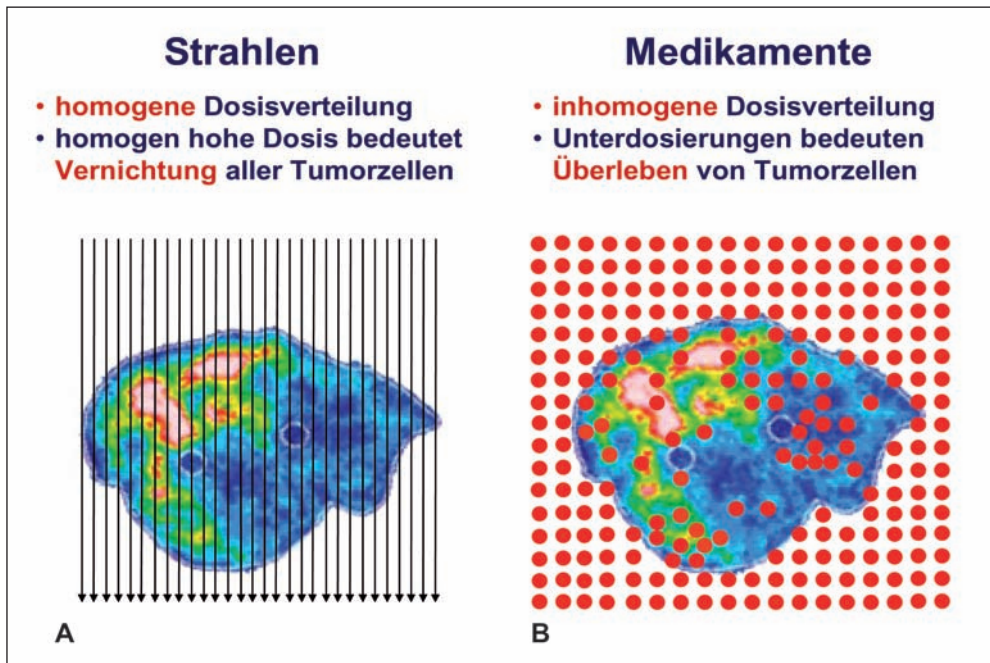 Strahlen
• homogene Dosisverteilung
• homogen hohe Dosis bedeutet
Vernichtung aller Tumorzellen
A
Medikamente
• inhomogene Dosisverteilung
• Unterdosierungen bedeuten
Überleben von Tumorzellen
B